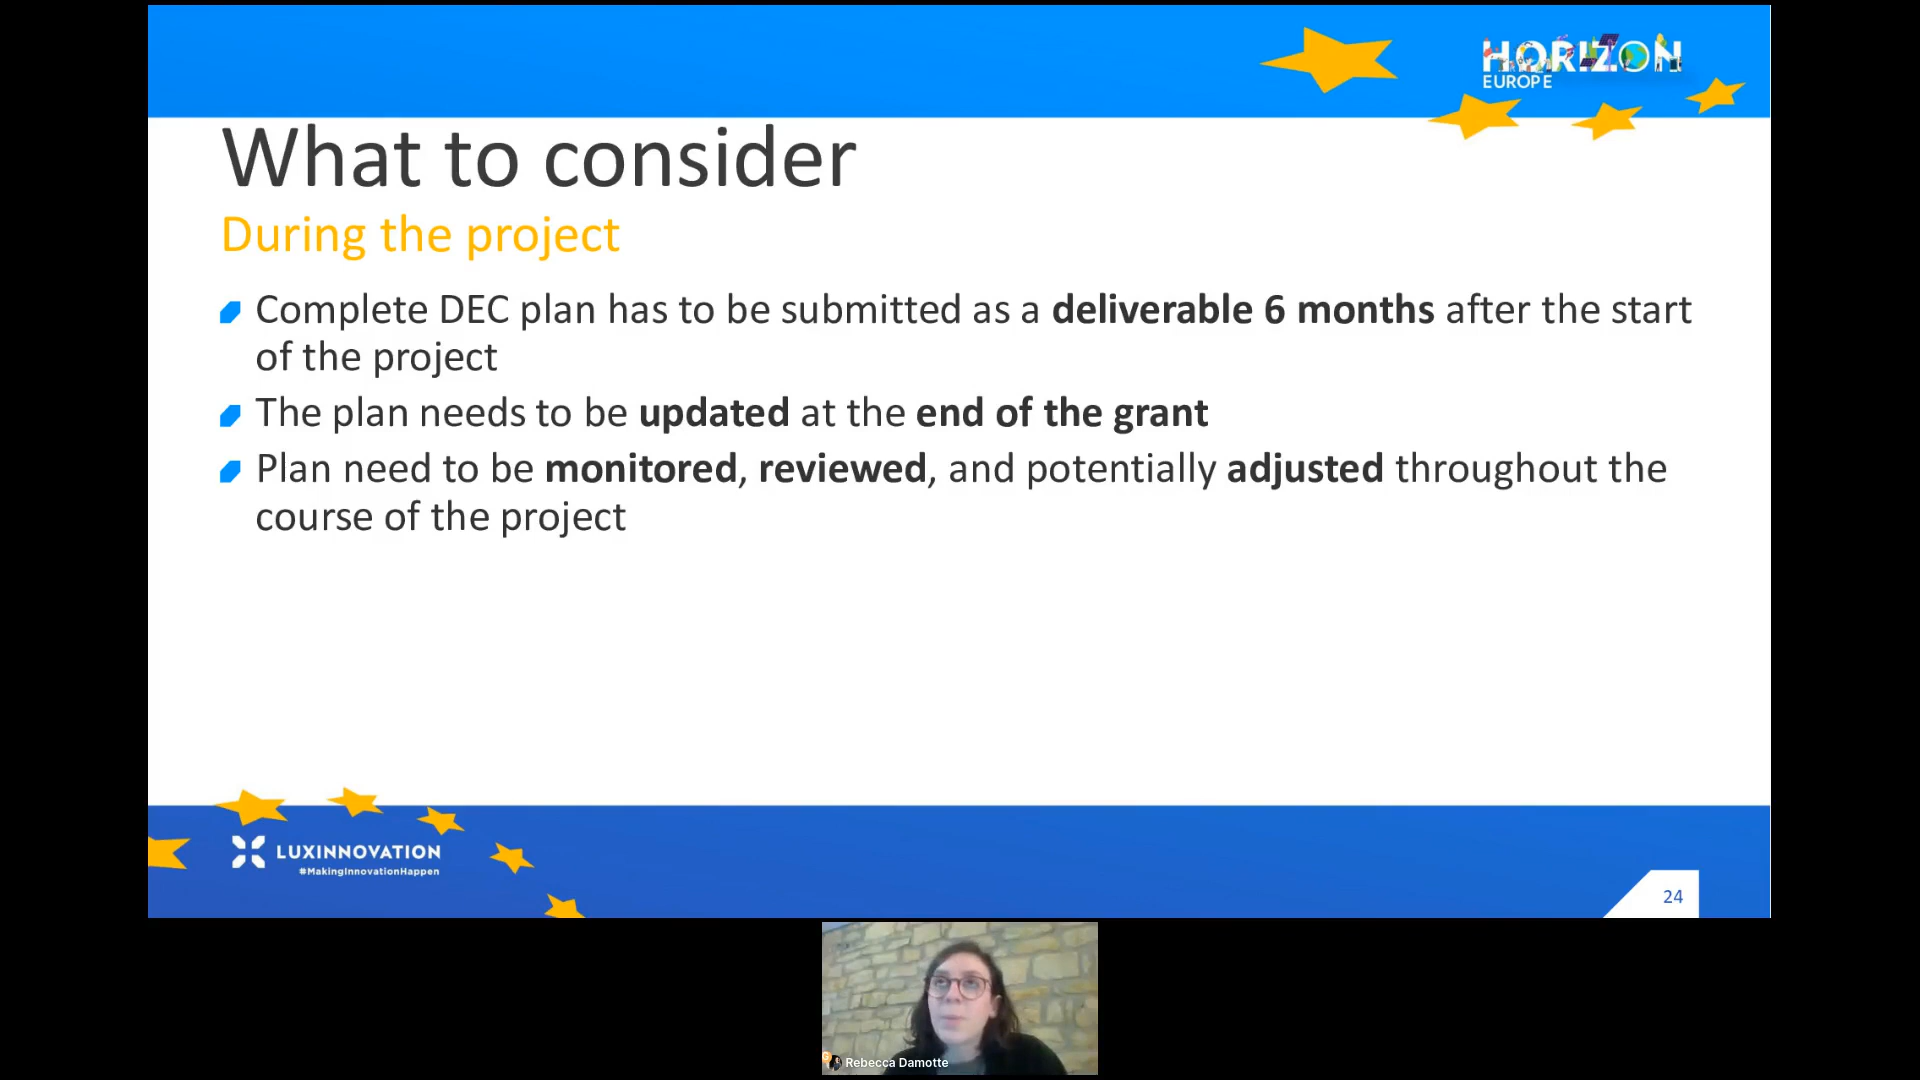 HORIZON
EUROPE
What to consider
During the project
Complete DEC plan has to be submitted as a deliverable 6 months after the start
of the project
The plan needs to be updated at the end of the grant
Plan need to be monitored, reviewed, and potentially adjusted throughout the
course of the project
LUXINNOVATION
#MakingInnovationHappen
24
Rebecca Damotte